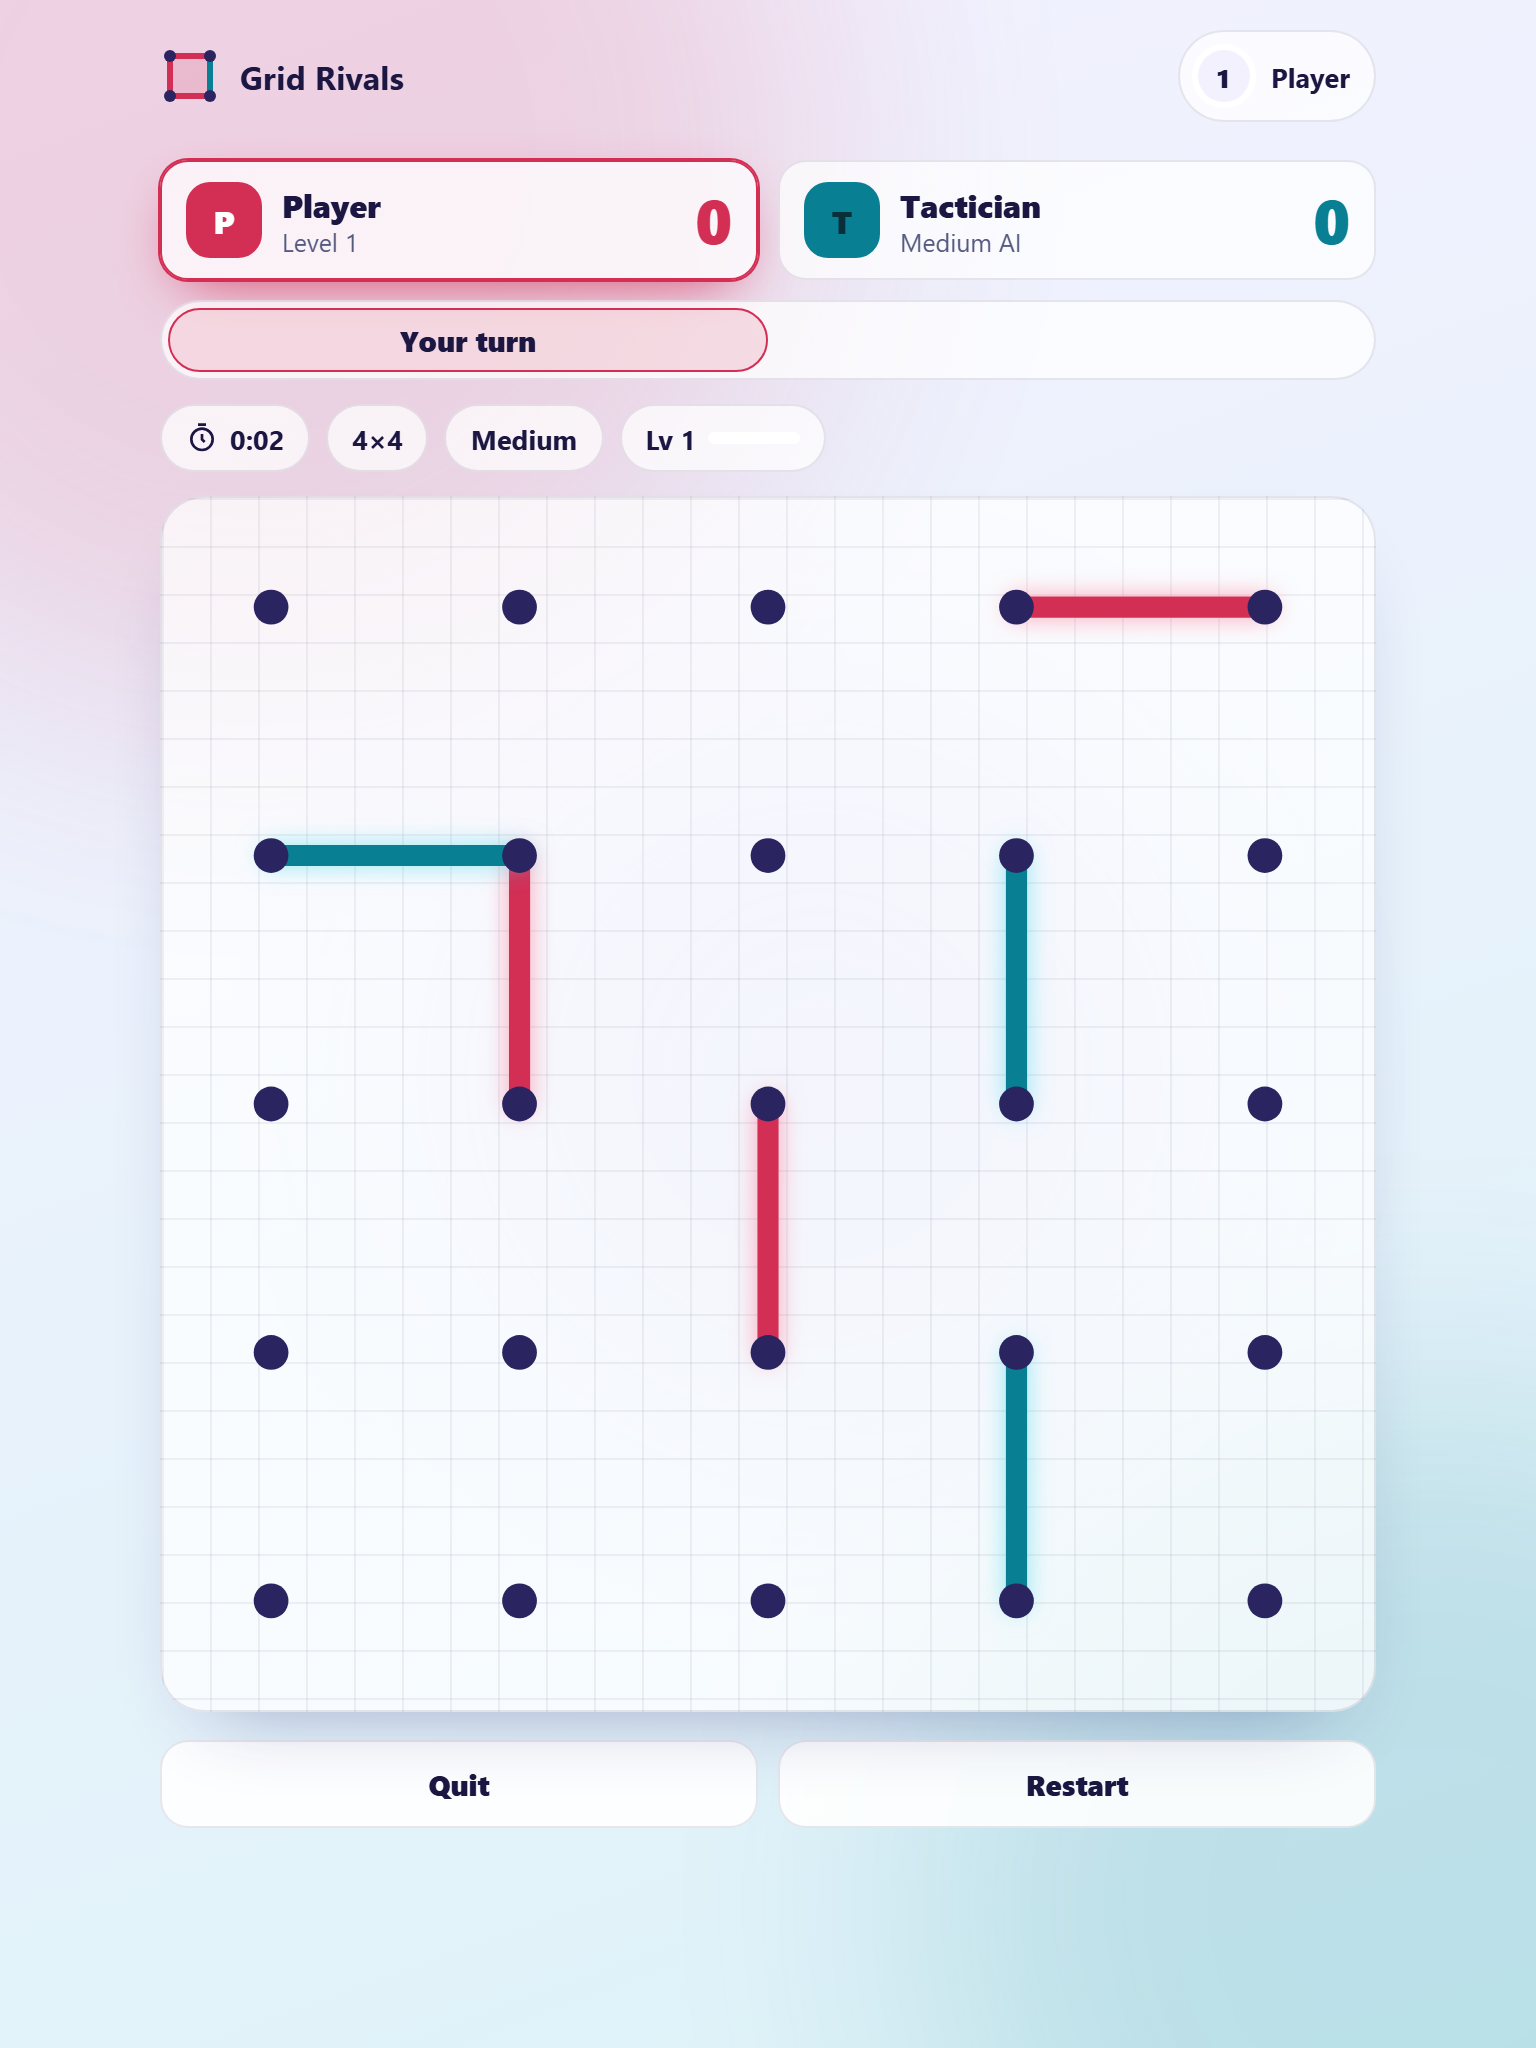 Grid Rivals
1 Player
P
Player
Level 1
0
T
Tactician
Medium AI
0
Your turn
0:02
4×4
Medium
Lv 1
Quit
Restart